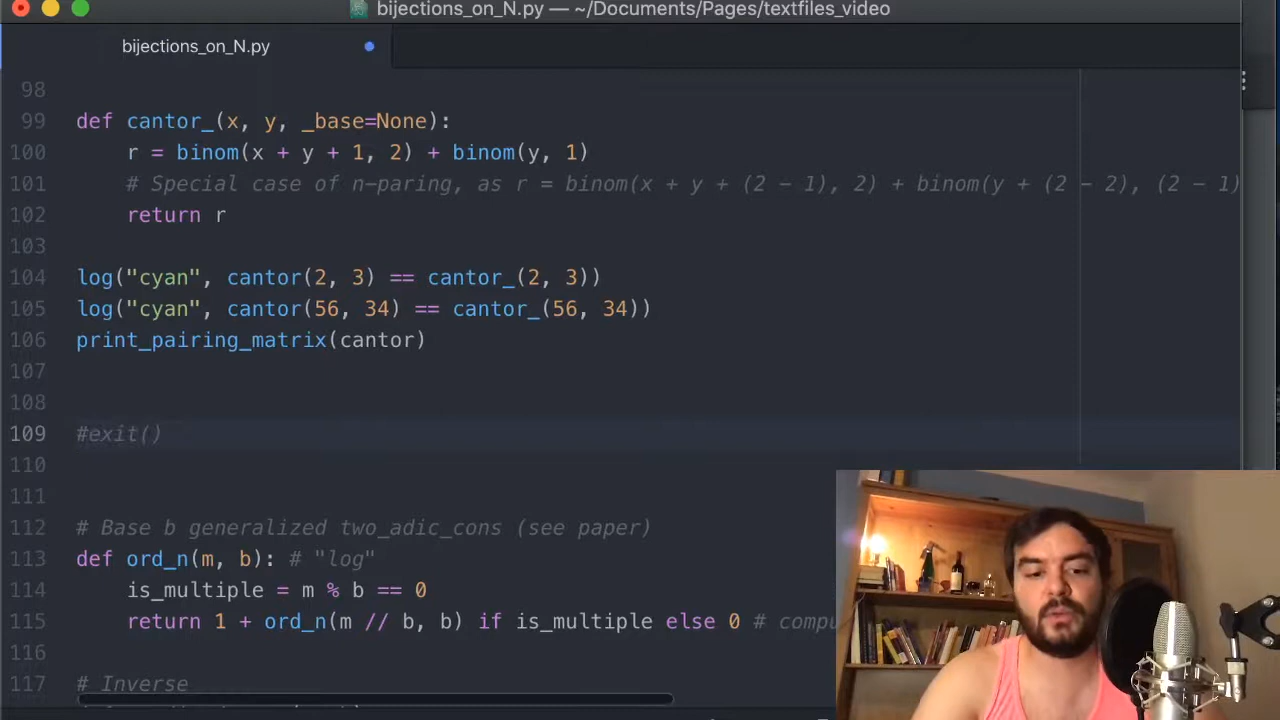 bijections_on_N.py — ~/Documents/Pages/textfiles_video
bijections_on_N.py
98
99 def cantor_(x, y, _base=None):
100 r = binom(x + y + 1, 2) + binom(y, 1)
101 # Special case of n-paring, as r = binom(x + y + (2 - 1), 2) + binom(y + (2 - 2), (2 - 1)
102 return r
103
104 log("cyan", cantor(2, 3) == cantor_(2, 3))
105 log("cyan", cantor(56, 34) == cantor_(56, 34))
106 print_pairing_matrix(cantor)
107
108
109 #exit()
110
111
112 # Base b generalized two_adic_cons (see paper)
113 def ord_n(m, b): # "log"
114 is_multiple = m % b == 0
115 return 1 + ord_n(m // b, b) if is_multiple else 0 # compu
116
117 # Inverse